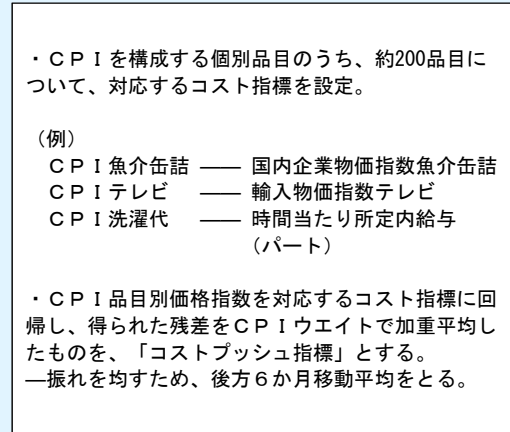 ・ＣＰＩを構成する個別品目のうち、約200品目に
ついて、対応するコスト指標を設定。
（例）
ＣＰＩ魚介缶詰 ―― 国内企業物価指数魚介缶詰
ＣＰＩテレビ ―― 輸入物価指数テレビ
ＣＰＩ洗濯代 ―― 時間当たり所定内給与
（パート）
・ＣＰＩ品目別価格指数を対応するコスト指標に回
帰し、得られた残差をＣＰＩウエイトで加重平均し
たものを、「コストプッシュ指標」とする。
―振れを均すため、後方６か月移動平均をとる。